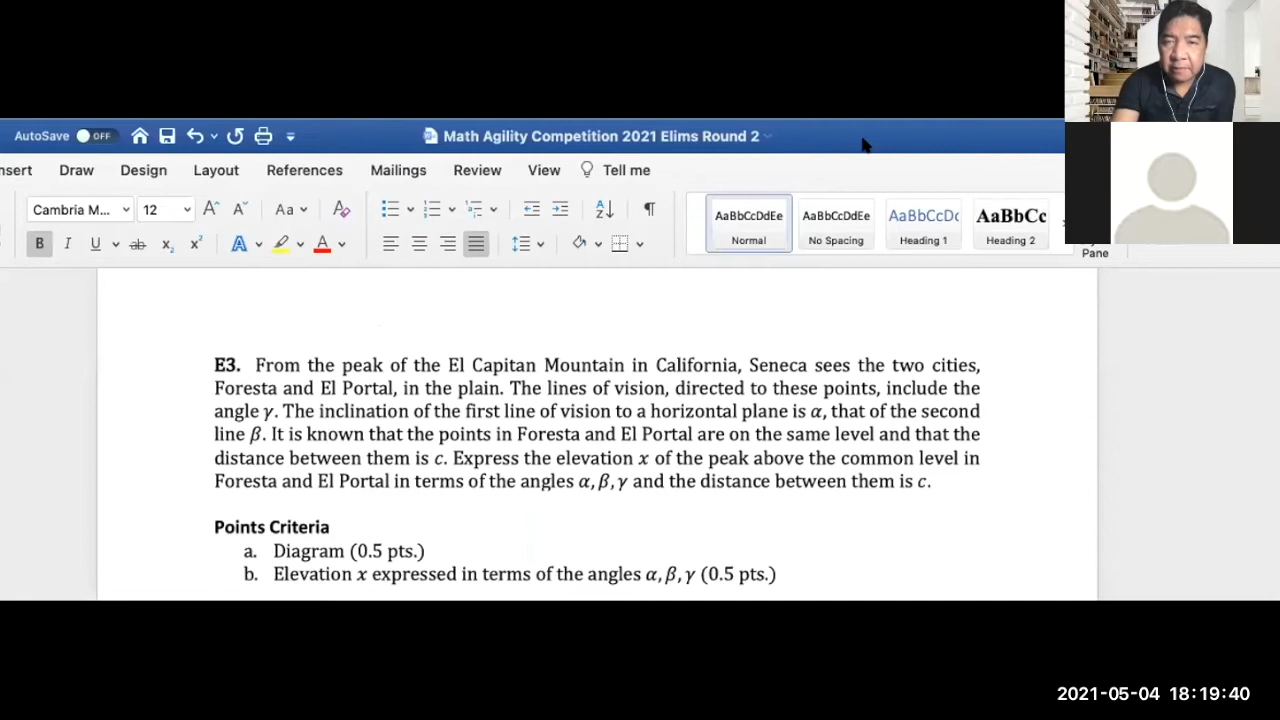 AutoSave OFF Math Agility Competition 2021 Elims Round 2
nsert Draw Design Layout References Mailings Review View Tell me
Cambria M... 12 Aa AaBbCcDdEe AaBbCcDdEe AaBbCcDc AaBbCc
B I U ab x₂ x² A A Normal No Spacing Heading 1 Heading 2
Pane
E3. From the peak of the El Capitan Mountain in California, Seneca sees the two cities,
Foresta and El Portal, in the plain. The lines of vision, directed to these points, include the
angle γ. The inclination of the first line of vision to a horizontal plane is α, that of the second
line β. It is known that the points in Foresta and El Portal are on the same level and that the
distance between them is c. Express the elevation x of the peak above the common level in
Foresta and El Portal in terms of the angles α, β, γ and the distance between them is c.
Points Criteria
a. Diagram (0.5 pts.)
b. Elevation x expressed in terms of the angles α, β, γ (0.5 pts.)
2021-05-04 18:19:40